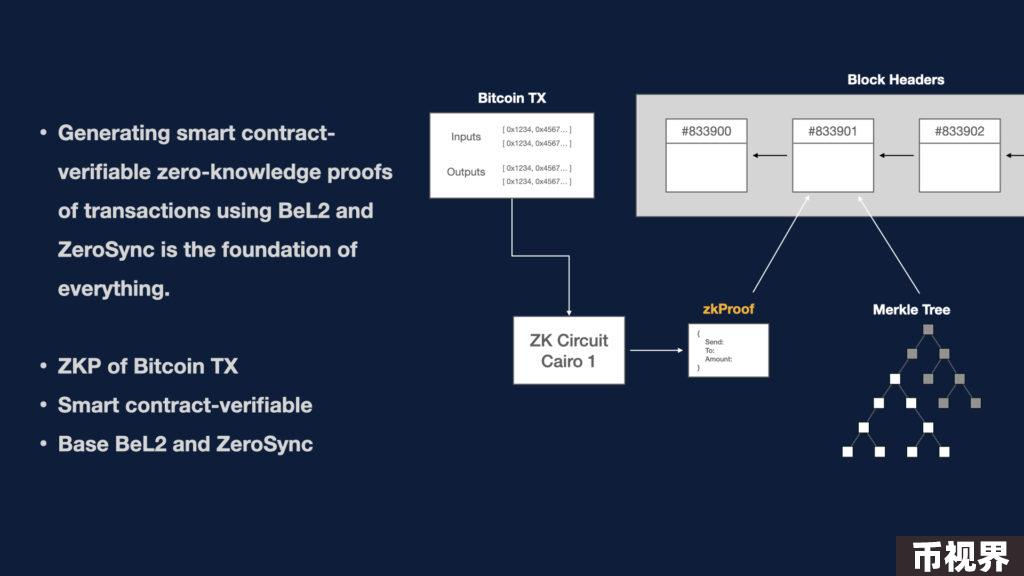 Block Headers
Bitcoin TX
Inputs
[ 0x1234, 0x4567... ]
[ 0x1234, 0x4567... ]
Outputs
[ 0x1234, 0x4567... ]
[ 0x1234, 0x4567... ]
#833900
#833901
#833902
• Generating smart contract-
verifiable zero-knowledge proofs
of transactions using BeL2 and
ZeroSync is the foundation of
everything.
• ZKP of Bitcoin TX
• Smart contract-verifiable
• Base BeL2 and ZeroSync
ZK Circuit
Cairo 1
zkProof
{
Send:
To:
Amount:
}
Merkle Tree
币视界